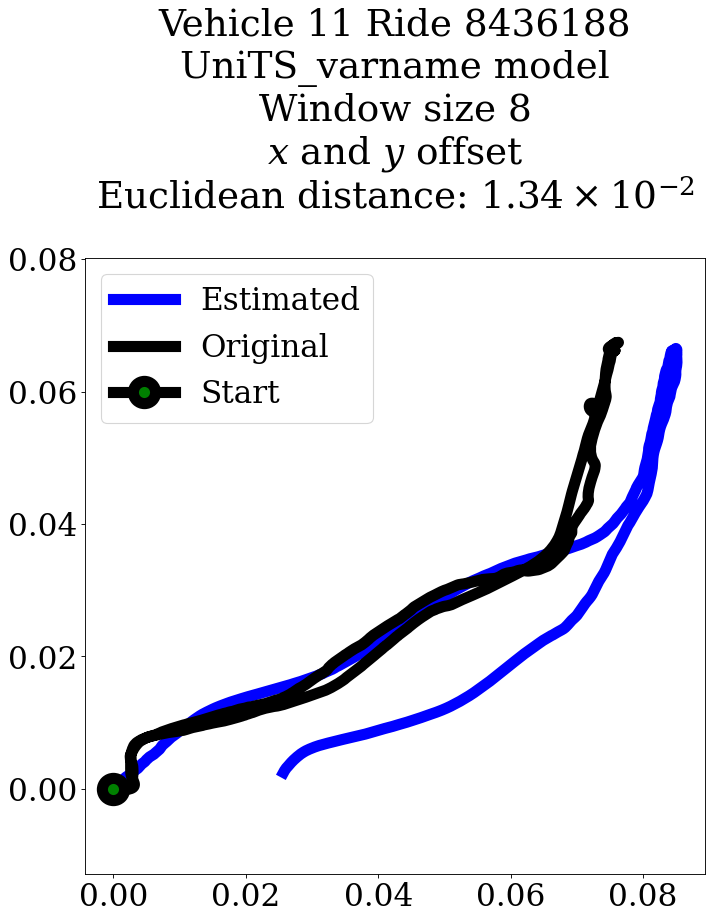 Vehicle 11 Ride 8436188
UniTS_varname model
Window size 8
x and y offset
Euclidean distance: 1.34 × 10⁻²
0.08
Estimated
Original
0.06
Start
0.04
0.02
0.00
0.00 0.02 0.04 0.06 0.08